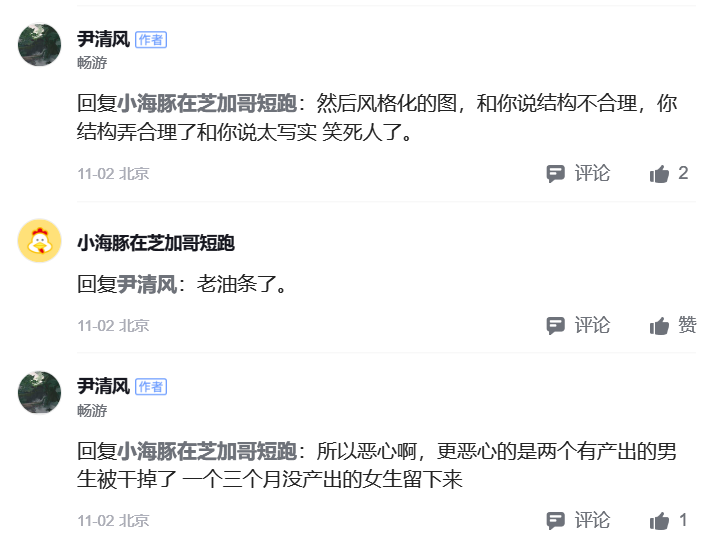 尹清风 作者
畅游
回复小海豚在芝加哥短跑：然后风格化的图，和你说结构不合理，你
结构弄合理了和你说太写实 笑死人了。
11-02 北京 评论 2
小海豚在芝加哥短跑
回复尹清风：老油条了。
11-02 北京 评论 赞
尹清风 作者
畅游
回复小海豚在芝加哥短跑：所以恶心啊，更恶心的是两个有产出的男
生被干掉了 一个三个月没产出的女生留下来
11-02 北京 评论 1